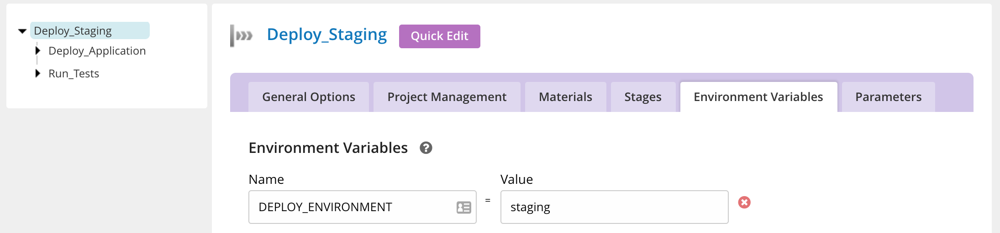 Deploy_Staging
Deploy_Application
Run_Tests
Deploy_Staging Quick Edit
General Options Project Management Materials Stages Environment Variables Parameters
Environment Variables ?
Name Value
DEPLOY_ENVIRONMENT = staging